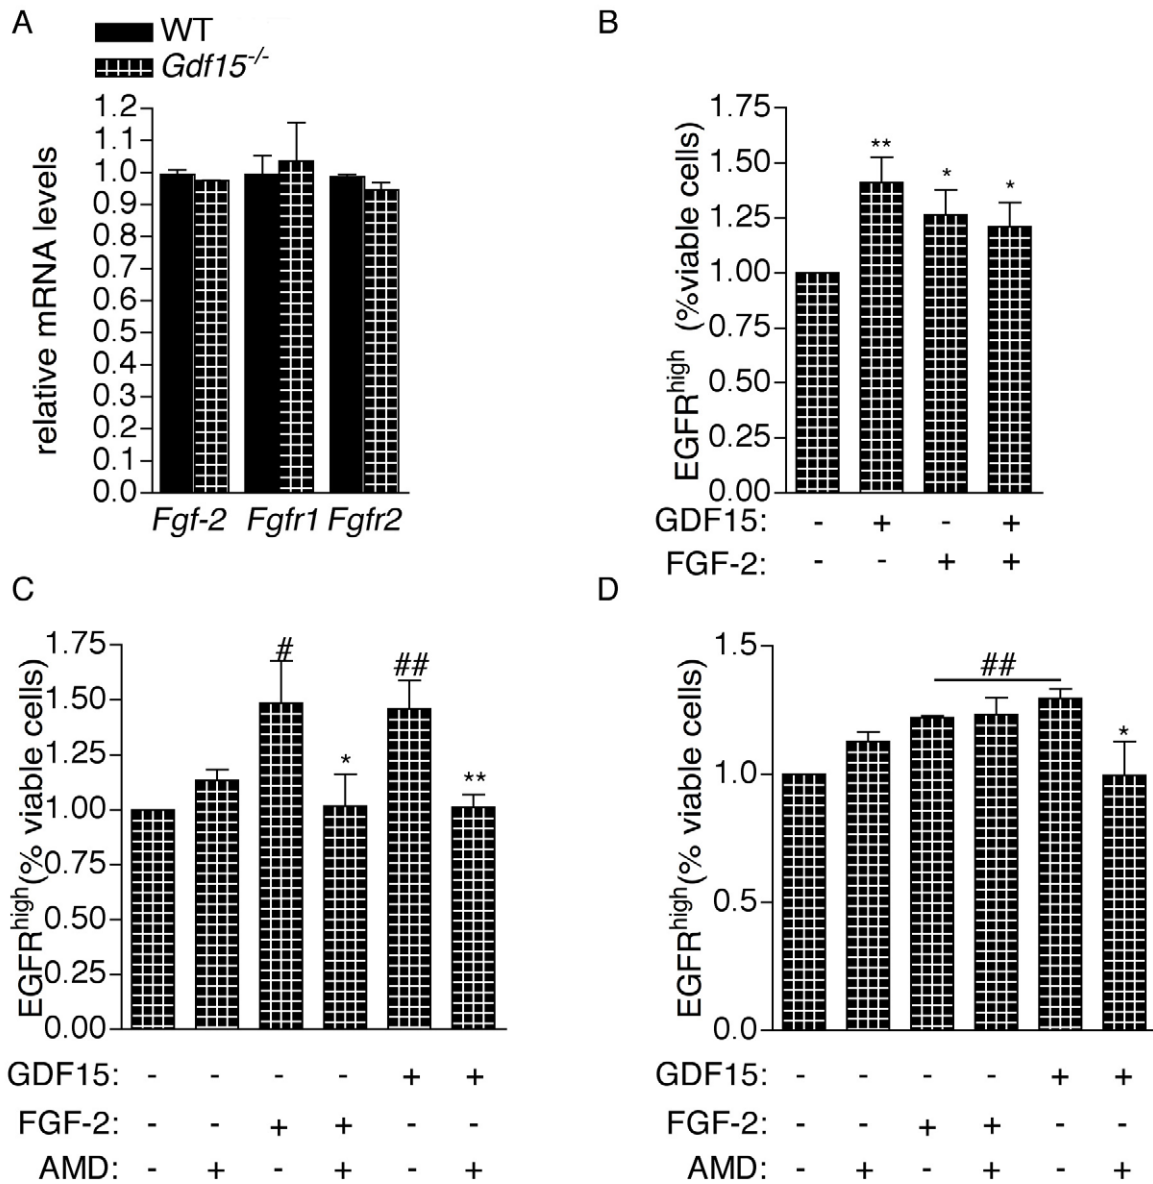 A
WT
Gdf15-/-
relative mRNA levels
1.2
1.1
1.0
0.9
0.8
0.7
0.6
0.5
0.4
0.3
0.2
0.1
0.0
Fgf-2 Fgfr1 Fgfr2
B
EGFRhigh (%viable cells)
1.75
1.50
1.25
1.00
0.75
0.50
0.25
0.00
** * *
GDF15: - + - +
FGF-2: - - + +
C
EGFRhigh(% viable cells)
1.75
1.50
1.25
1.00
0.75
0.50
0.25
0.00
# * ## **
GDF15: - - - - + +
FGF-2: - - + + - -
AMD: - + - + - +
D
EGFRhigh(% viable cells)
1.5
1.0
0.5
0.0
##
*
GDF15: - - - - + +
FGF-2: - - + + - -
AMD: - + - + - +